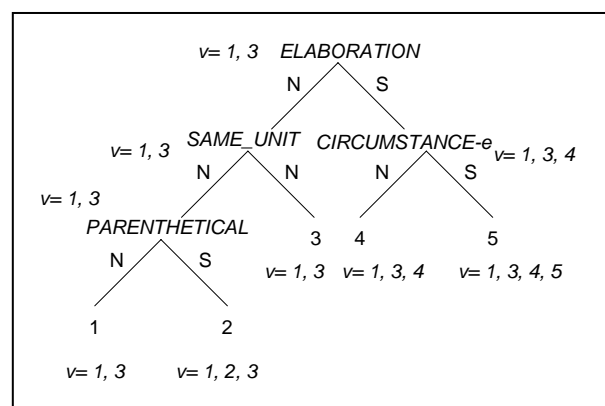 v= 1, 3 ELABORATION
N S
v= 1, 3 SAME_UNIT CIRCUMSTANCE-e v= 1, 3, 4
N N N S
v= 1, 3
PARENTHETICAL 3 4 5
N S v= 1, 3 v= 1, 3, 4 v= 1, 3, 4, 5
1 2
v= 1, 3 v= 1, 2, 3